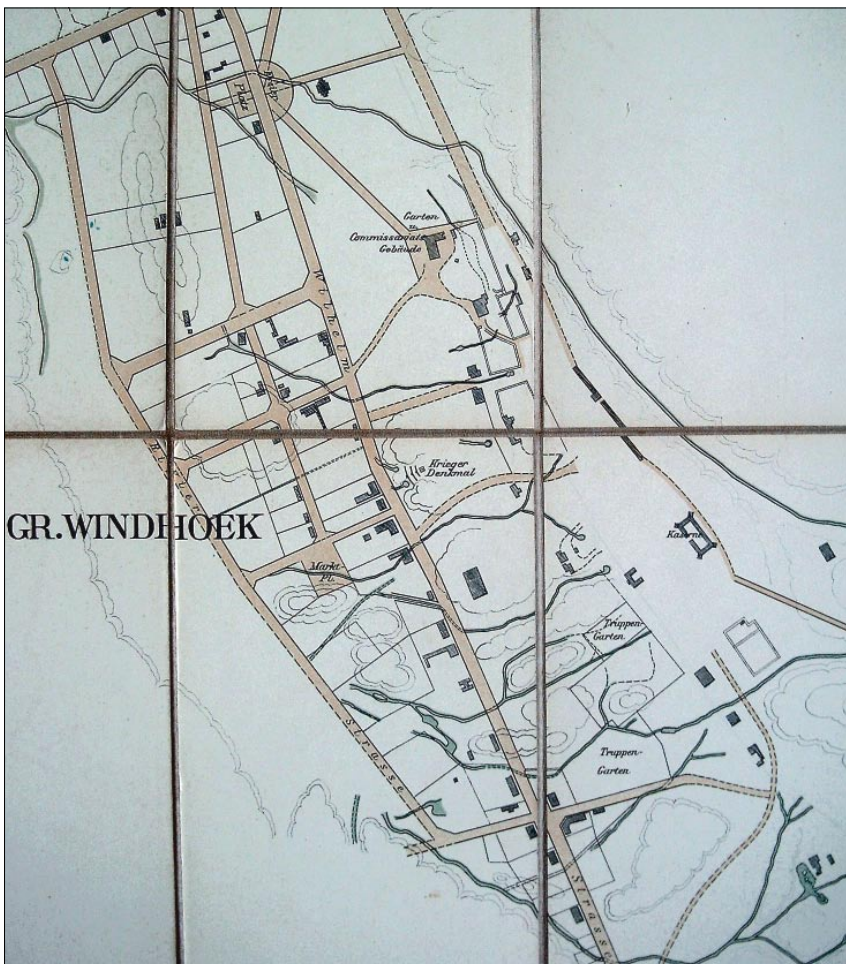 Platz
Garten
z.
Commissariats
Gebäude
Wilhelm
Krieger
Denkmal
GR. WINDHOEK
Kaserne
Markt
Pl.
Truppen-
Garten.
Strasse
Truppen-
Garten
Strasse